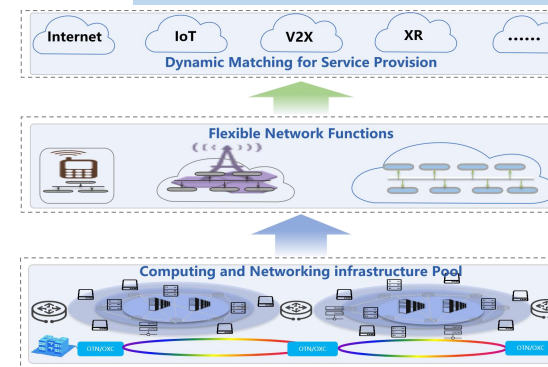 Internet
IoT
V2X
XR
......
Dynamic Matching for Service Provision
Flexible Network Functions
Computing and Networking infrastructure Pool
OTN/OXC
OTN/OXC
OTN/OXC